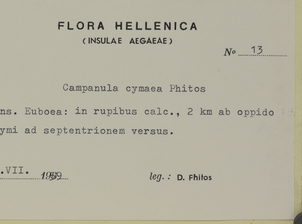 FLORA HELLENICA
(INSULAE AEGAEAE)
No 13
Campanula cymaea Phitos
ns. Euboea: in rupibus calc., 2 km ab oppido
ymi ad septentrionem versus.
.VII. 1959 leg.: D. Phitos